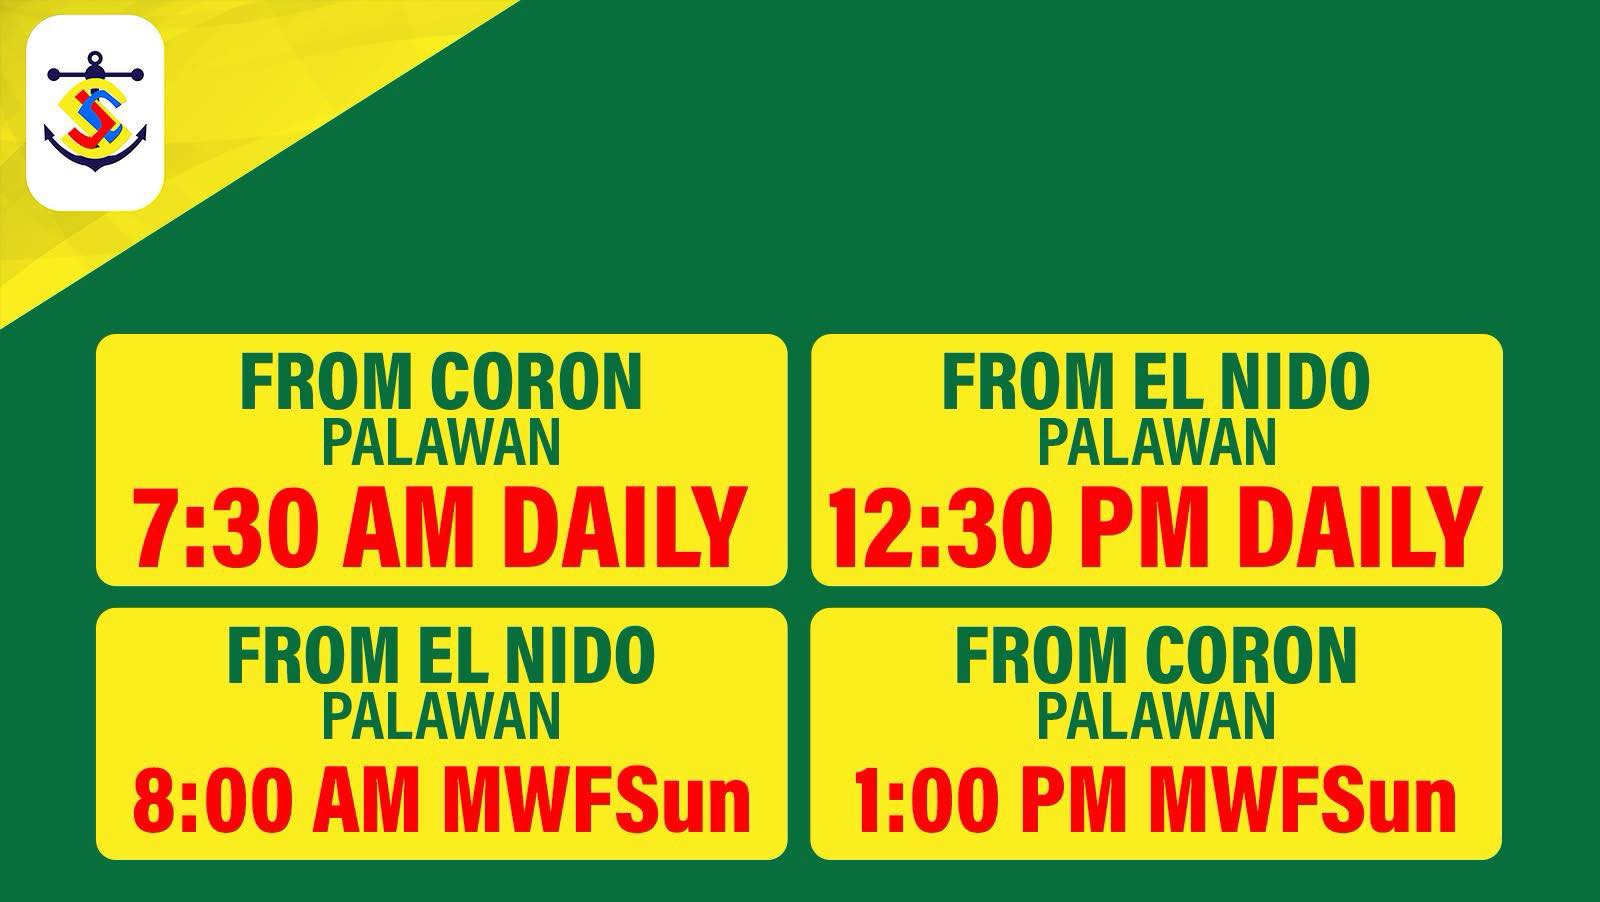 FROM CORON
PALAWAN
7:30 AM DAILY
FROM EL NIDO
PALAWAN
12:30 PM DAILY
FROM EL NIDO
PALAWAN
8:00 AM MWFSun
FROM CORON
PALAWAN
1:00 PM MWFSun